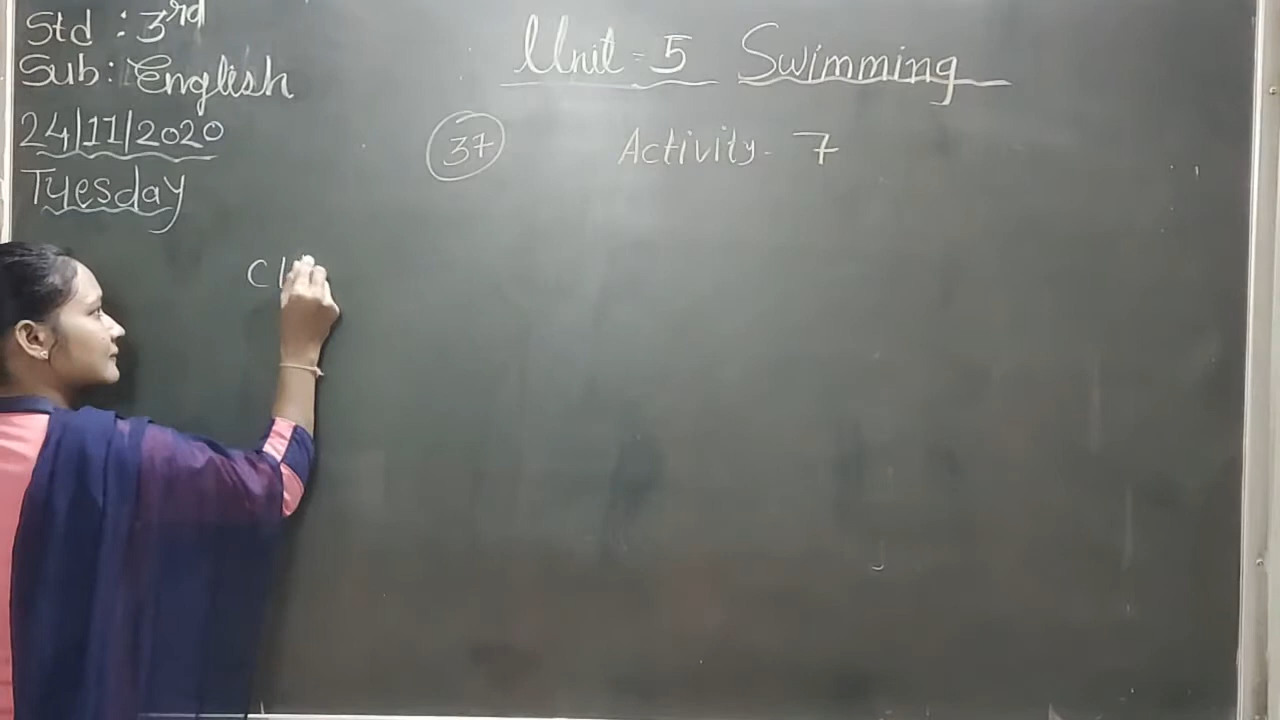 Std : 3rd
Sub: English
24/11/2020
Tuesday
Unit - 5 Swimming
37 Activity - 7